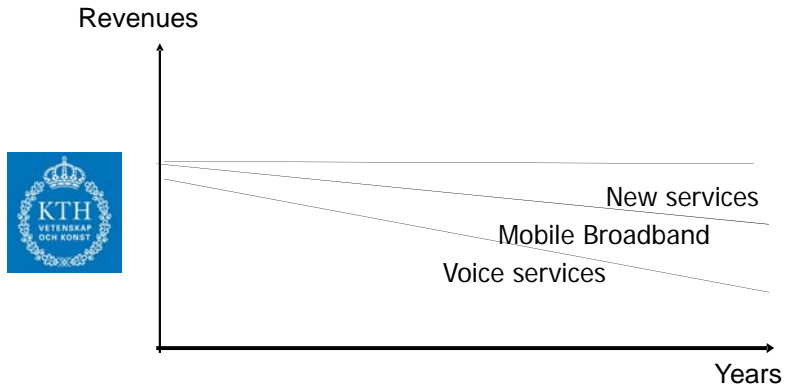 Revenues
KTH
VETENSKAP
OCH KONST
New services
Mobile Broadband
Voice services
Years